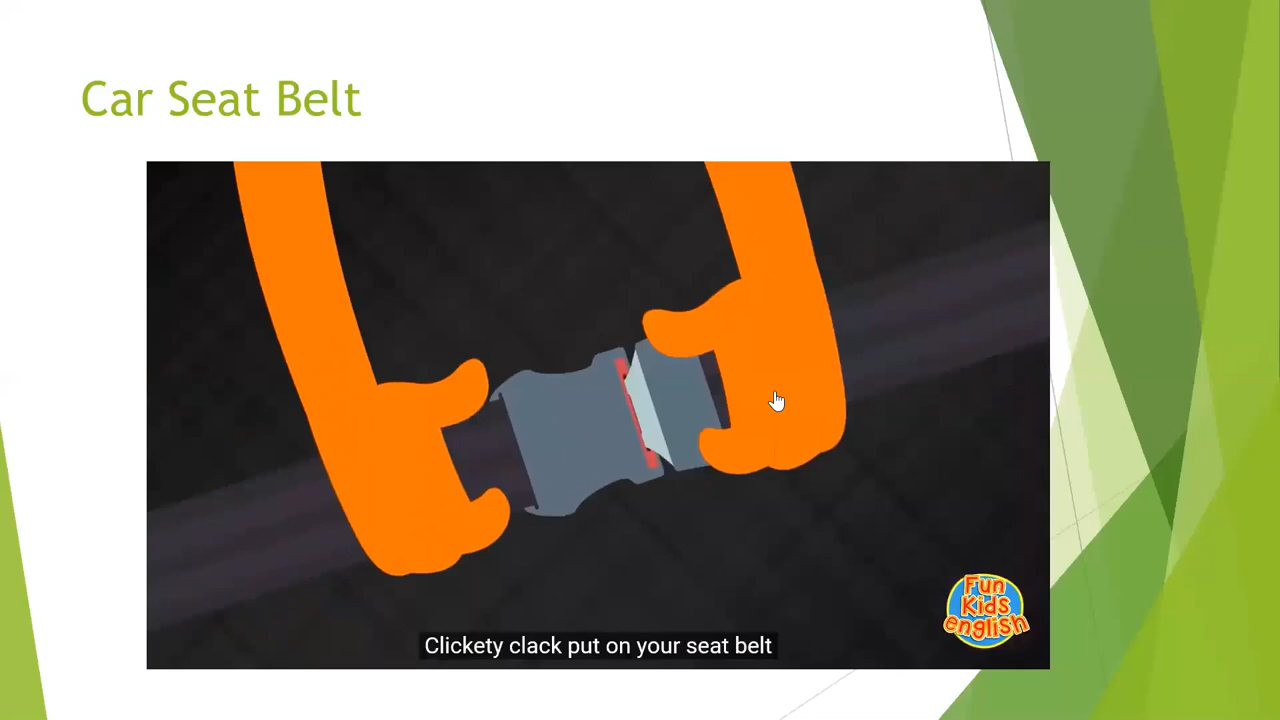 Car Seat Belt
Fun
Kids
english
Clickety clack put on your seat belt